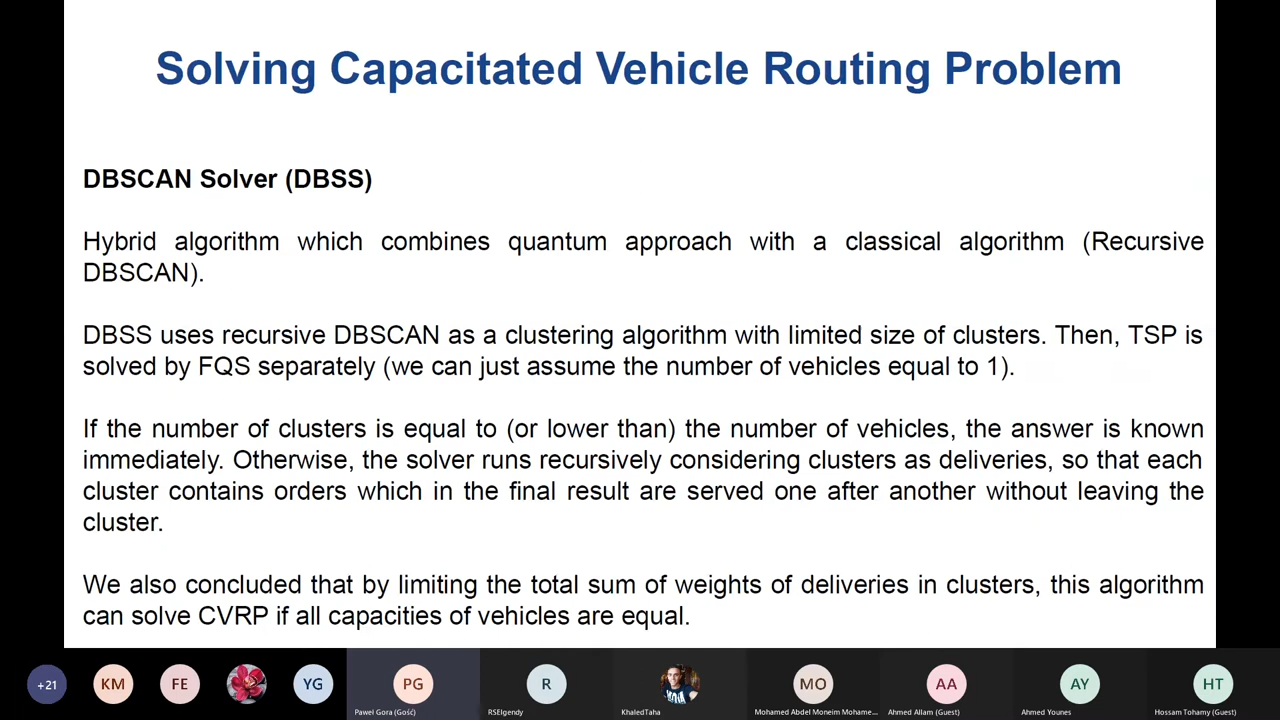 Solving Capacitated Vehicle Routing Problem
DBSCAN Solver (DBSS)
Hybrid algorithm which combines quantum approach with a classical algorithm (Recursive
DBSCAN).
DBSS uses recursive DBSCAN as a clustering algorithm with limited size of clusters. Then, TSP is
solved by FQS separately (we can just assume the number of vehicles equal to 1).
If the number of clusters is equal to (or lower than) the number of vehicles, the answer is known
immediately. Otherwise, the solver runs recursively considering clusters as deliveries, so that each
cluster contains orders which in the final result are served one after another without leaving the
cluster.
We also concluded that by limiting the total sum of weights of deliveries in clusters, this algorithm
can solve CVRP if all capacities of vehicles are equal.
+21 KM FE YG PG R MO AA AY HT
Paweł Gora (Gość) RSElgendy KhaledTaha Mohamed Abdel Moneim Mohame... Ahmed Allam (Guest) Ahmed Younes Hossam Tohamy (Guest)